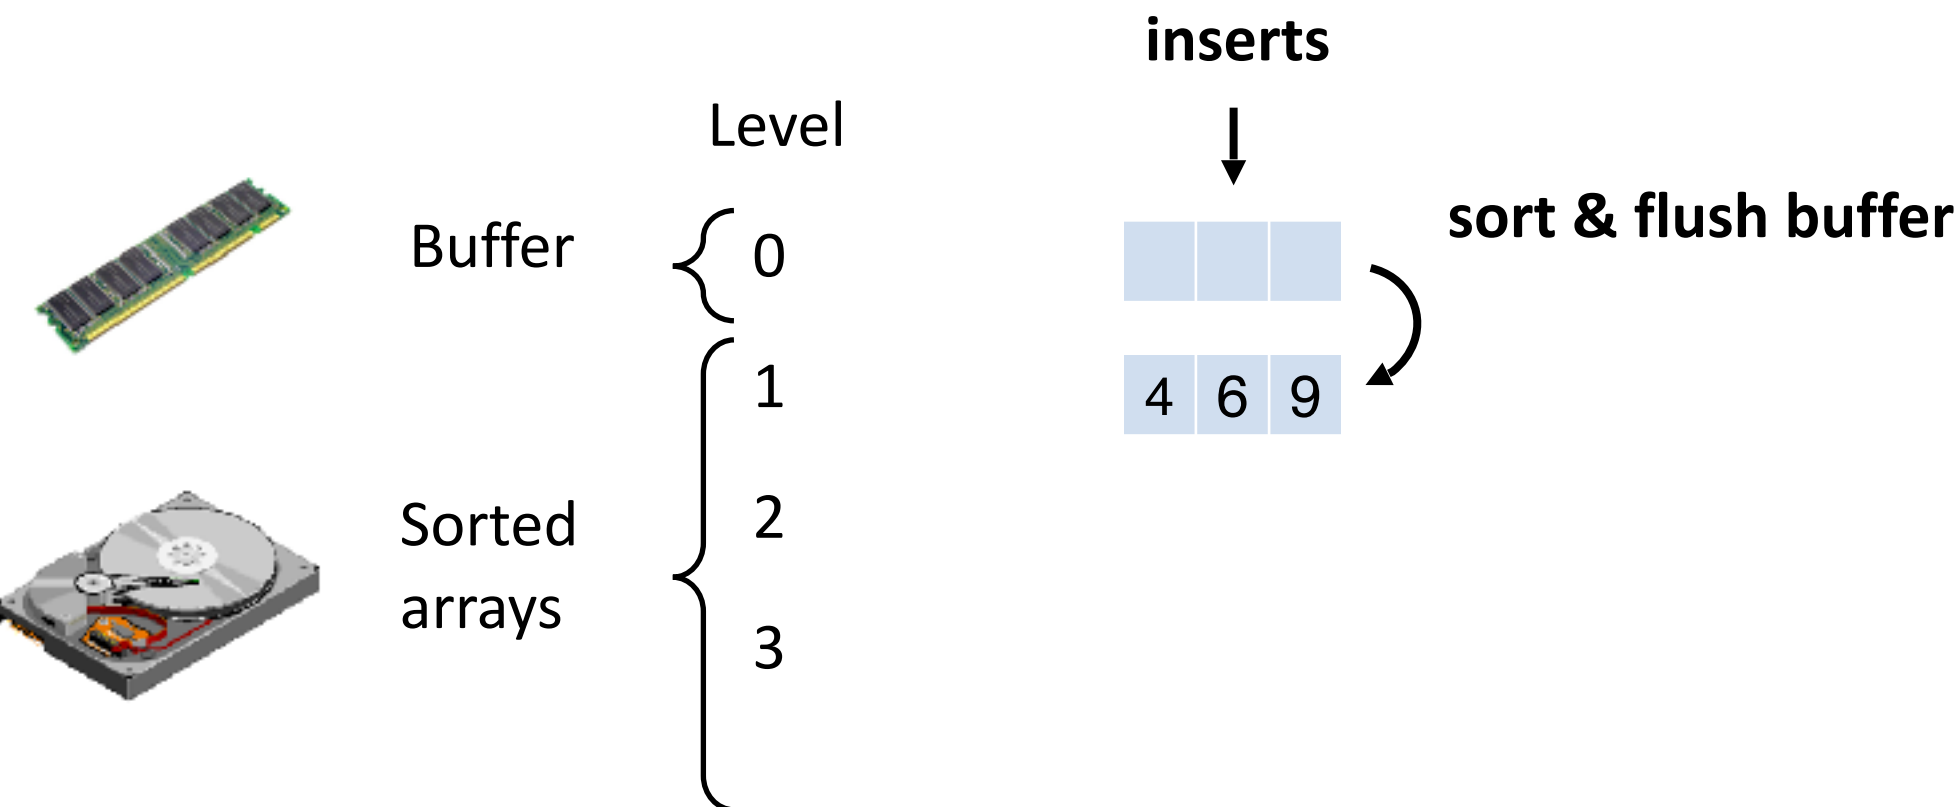 inserts
Level
Buffer
0
sort & flush buffer
1
4 6 9
2
Sorted
arrays
3